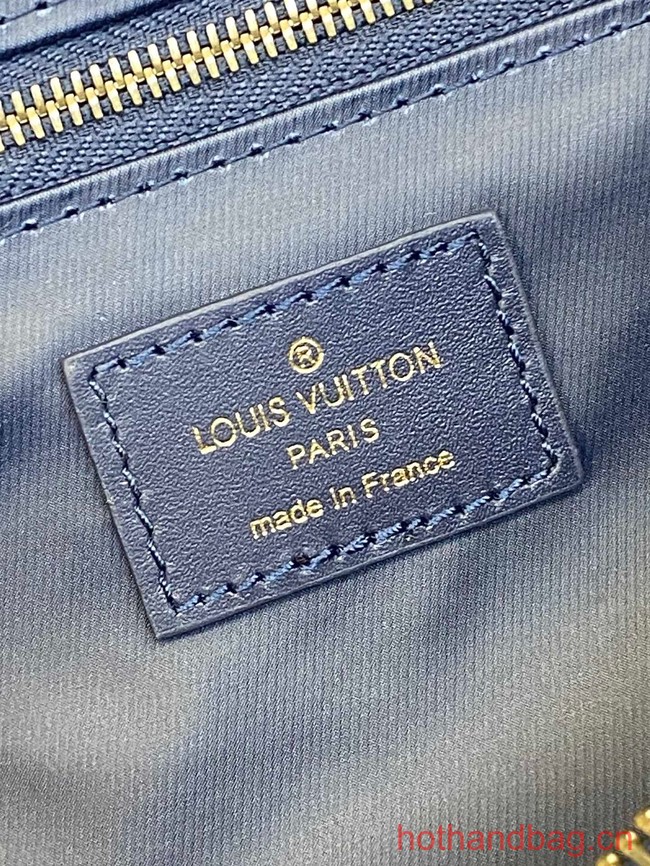 ®
LOUIS VUITTON
PARIS
made in France
hothandbag.cn